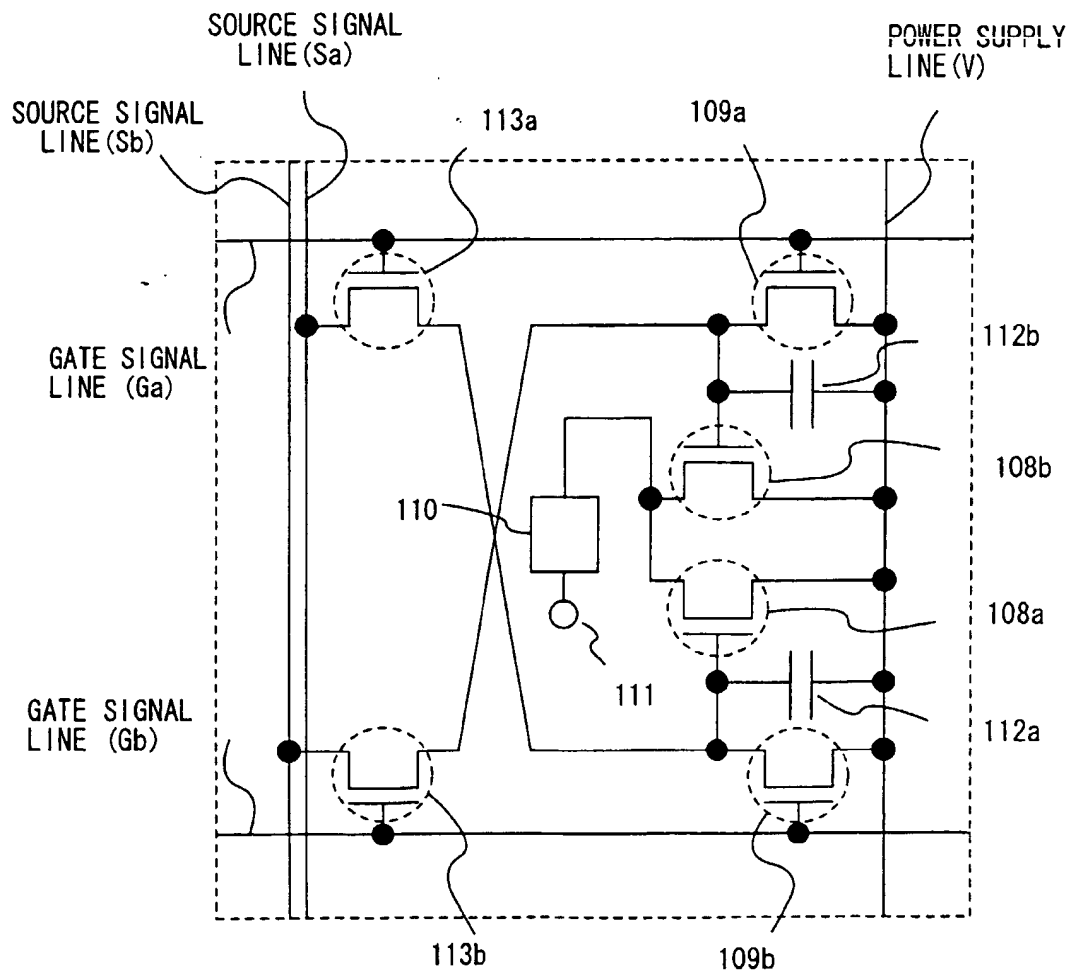 SOURCE SIGNAL
LINE(Sa)
POWER SUPPLY
LINE(V)
SOURCE SIGNAL
LINE(Sb)
113a
109a
GATE SIGNAL
LINE (Ga)
112b
108b
110
108a
111
GATE SIGNAL
LINE (Gb)
112a
113b
109b